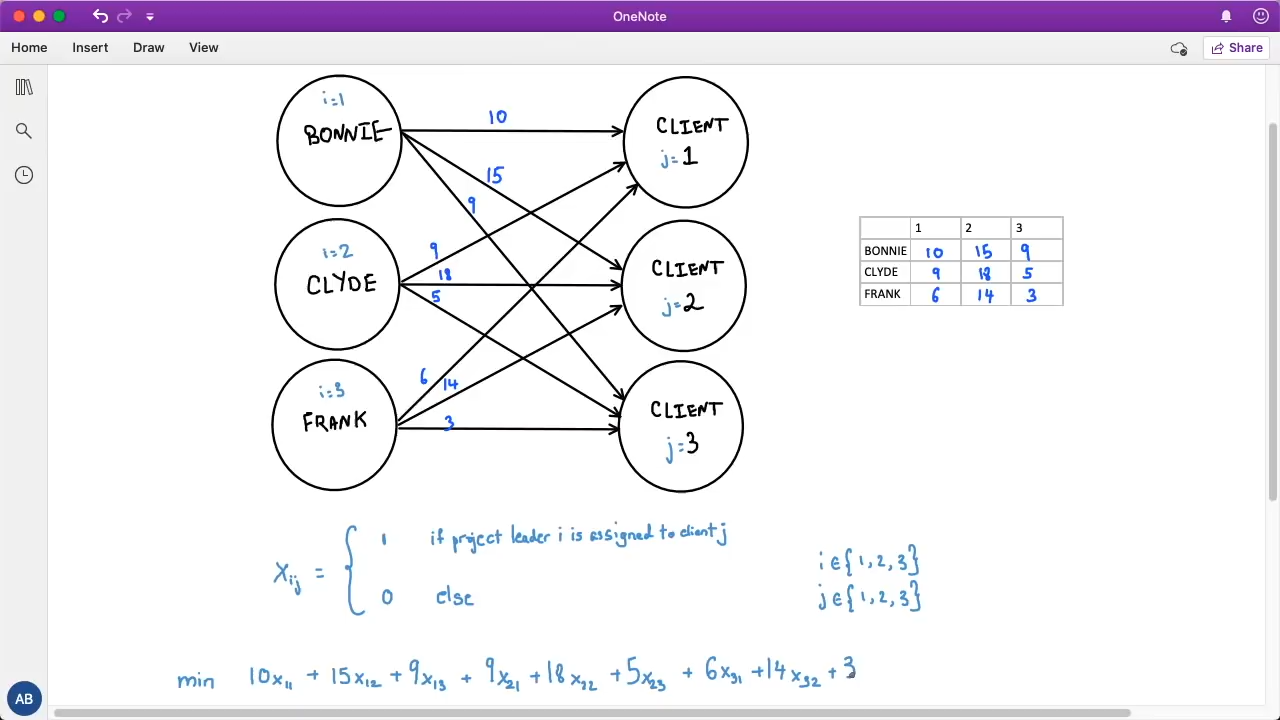 OneNote
Home Insert Draw View Share
i=1
BONNIE
10
CLIENT
j=1
15
9
i=2
CLYDE
9
18
5
CLIENT
j=2
i=3
FRANK
6
14
3
CLIENT
j=3
1 2 3
BONNIE 10 15 9
CLYDE 9 18 5
FRANK 6 14 3
1 if project leader i is assigned to client j
Xij =
0 else
i ∈ {1, 2, 3}
j ∈ {1, 2, 3}
min 10x11 + 15x12 + 9x13 + 9x21 + 18x22 + 5x23 + 6x31 + 14x32 + 3
AB